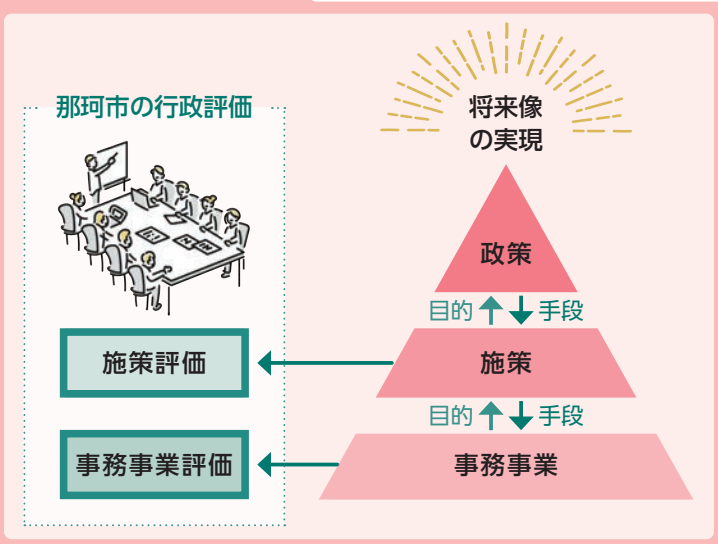 那珂市の行政評価
将来像
の実現
政策
目的 手段
施策評価
施策
目的 手段
事務事業評価
事務事業